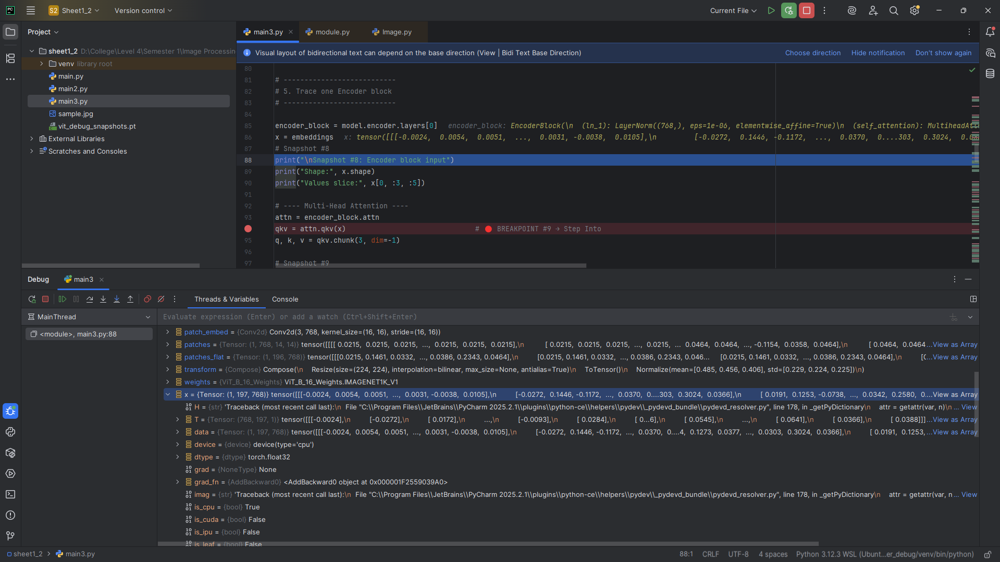 PC
S2 Sheet1_2
Version control
Current File
Project
main3.py
module.py
Image.py
Visual layout of bidirectional text can depend on the base direction (View | Bidi Text Base Direction)
Choose direction
Hide notification
Don't show again
sheet1_2 D:\College\Level 4\Semester 1\Image Processin
venv library root
main.py
main2.py
main3.py
sample.jpg
vit_debug_snapshots.pt
External Libraries
Scratches and Consoles
80
81 # ---------------------------
82 # 5. Trace one Encoder block
83 # ---------------------------
84
85 encoder_block = model.encoder.layers[0] encoder_block: EncoderBlock(\n (ln_1): LayerNorm((768,), eps=1e-06, elementwise_affine=True)\n (self_attention): MultiheadAtt
86 x = embeddings x: tensor([[[-0.0024, 0.0054, 0.0051, ..., 0.0031, -0.0038, 0.0105],\n [-0.0272, 0.1446, -0.1172, ..., 0.0370, 0....303, 0.3024, 0.03
87 # Snapshot #8
88 print("\nSnapshot #8: Encoder block input")
89 print("Shape:", x.shape)
90 print("Values slice:", x[0, :3, :5])
91
92 # ---- Multi-Head Attention ----
93 attn = encoder_block.attn
qkv = attn.qkv(x) # 🔴 BREAKPOINT #9 → Step Into
95 q, k, v = qkv.chunk(3, dim=-1)
96
97 # Snapshot #9
Debug
main3
Threads & Variables
Console
MainThread
Evaluate expression (Enter) or add a watch (Ctrl+Shift+Enter)
<module>, main3.py:88
patch_embed = {Conv2d} Conv2d(3, 768, kernel_size=(16, 16), stride=(16, 16))
patches = {Tensor: (1, 768, 14, 14)} tensor([[[[ 0.0215, 0.0215, 0.0215, ..., 0.0215, 0.0215, 0.0215],\n [ 0.0215, 0.0215, 0.0215, ..., 0.0215, ... 0.0464, 0.0464, ..., -0.1154, 0.0358, 0.0464],\n [ 0.0464, 0.0464 ...View as Array
patches_flat = {Tensor: (1, 196, 768)} tensor([[[0.0215, 0.1461, 0.0332, ..., 0.0386, 0.2343, 0.0464],\n [0.0215, 0.1461, 0.0332, ..., 0.0386, 0.2343, 0.046... [0.0215, 0.1461, 0.0332, ..., 0.0386, 0.2343, 0.0464],\n [0...View as Array
transform = {Compose} Compose(\n Resize(size=(224, 224), interpolation=bilinear, max_size=None, antialias=True)\n ToTensor()\n Normalize(mean=[0.485, 0.456, 0.406], std=[0.229, 0.224, 0.225])\n)
weights = {ViT_B_16_Weights} ViT_B_16_Weights.IMAGENET1K_V1
x = {Tensor: (1, 197, 768)} tensor([[[-0.0024, 0.0054, 0.0051, ..., 0.0031, -0.0038, 0.0105],\n [-0.0272, 0.1446, -0.1172, ..., 0.0370, 0....303, 0.3024, 0.0366],\n [ 0.0191, 0.1253, -0.0738, ..., 0.0342, 0.2580, 0....View as Array
H = {str} 'Traceback (most recent call last):\n File "C:\\Program Files\\JetBrains\\PyCharm 2025.2.1\\plugins\\python-ce\\helpers\\pydev\\_pydevd_bundle\\pydevd_resolver.py", line 178, in _getPyDictionary\n attr = getattr(var, n)\n... View
T = {Tensor: (768, 197, 1)} tensor([[[-0.0024],\n [-0.0272],\n [ 0.0172],\n ...,\n [-0.0093],\n [ 0.0284],\n [ 0...6],\n [ 0.0545],\n ...,\n [ 0.0641],\n [ 0.0366],\n [ 0.0388]]] ...View as Array
data = {Tensor: (1, 197, 768)} tensor([[[-0.0024, 0.0054, 0.0051, ..., 0.0031, -0.0038, 0.0105],\n [-0.0272, 0.1446, -0.1172, ..., 0.0370, 0....4, 0.1273, 0.0377, ..., 0.0303, 0.3024, 0.0366],\n [ 0.0191, 0.1253, ...View as Array
device = {device} device(type='cpu')
dtype = {dtype} torch.float32
grad = {NoneType} None
grad_fn = {AddBackward0} <AddBackward0 object at 0x000001F2559039A0>
imag = {str} 'Traceback (most recent call last):\n File "C:\\Program Files\\JetBrains\\PyCharm 2025.2.1\\plugins\\python-ce\\helpers\\pydev\\_pydevd_bundle\\pydevd_resolver.py", line 178, in _getPyDictionary\n attr = getattr(var, n... View
is_cpu = {bool} True
is_cuda = {bool} False
is_ipu = {bool} False
is_leaf = {bool} False
sheet1_2 > main3.py
88:1 CRLF UTF-8 4 spaces Python 3.12.3 WSL (Ubunt...er_debug/venv/bin/python)